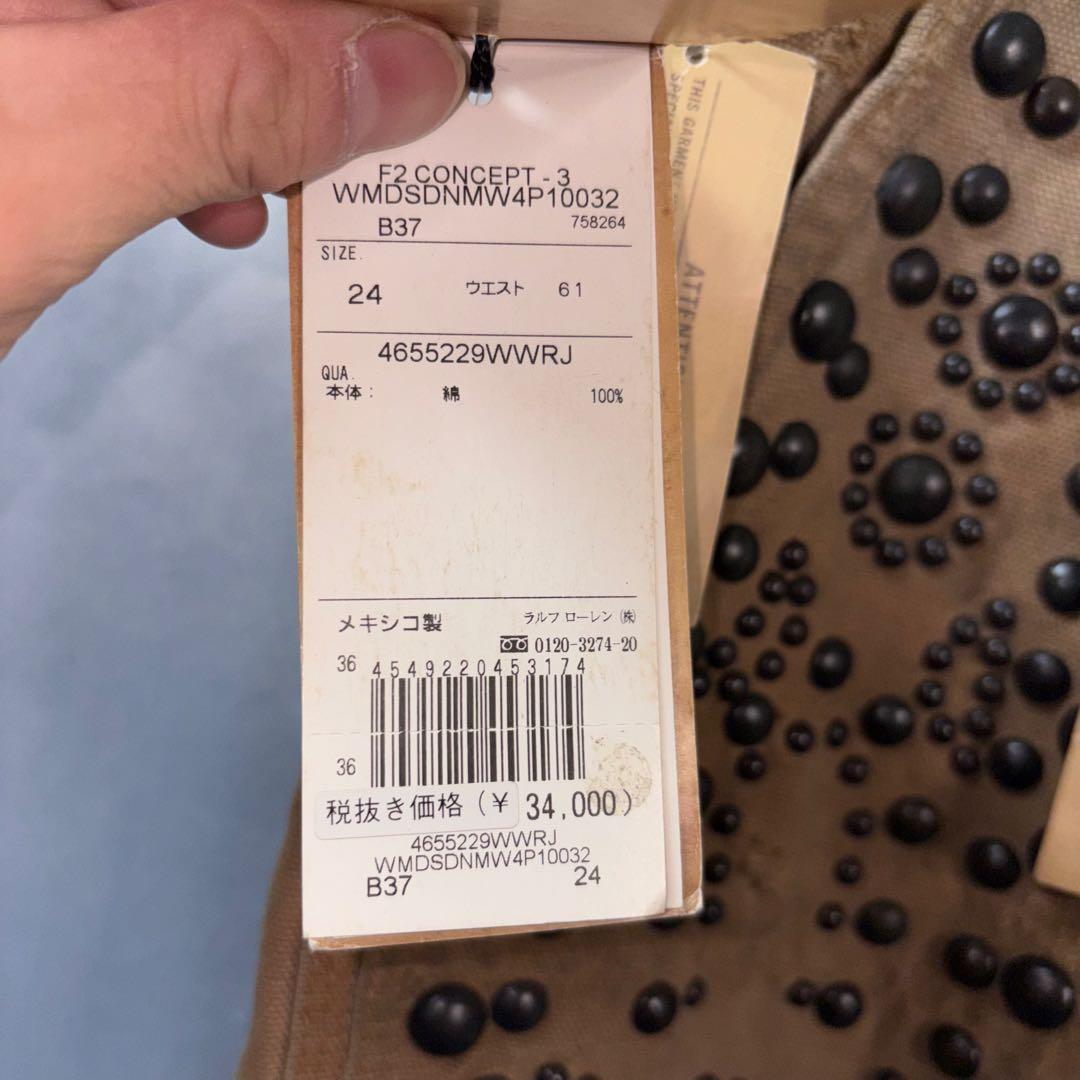 F2 CONCEPT - 3
WMDSDNMW4P10032
B37 758264
SIZE.
24 ウエスト 61
4655229WWRJ
QUA.
本体: 綿 100%
メキシコ製 ラルフ ローレン ㈱
0120-3274-20
36 4549220453174
36
税抜き価格(¥ 34,000)
4655229WWRJ
WMDSDNMW4P10032
B37 24
THIS GARMENT